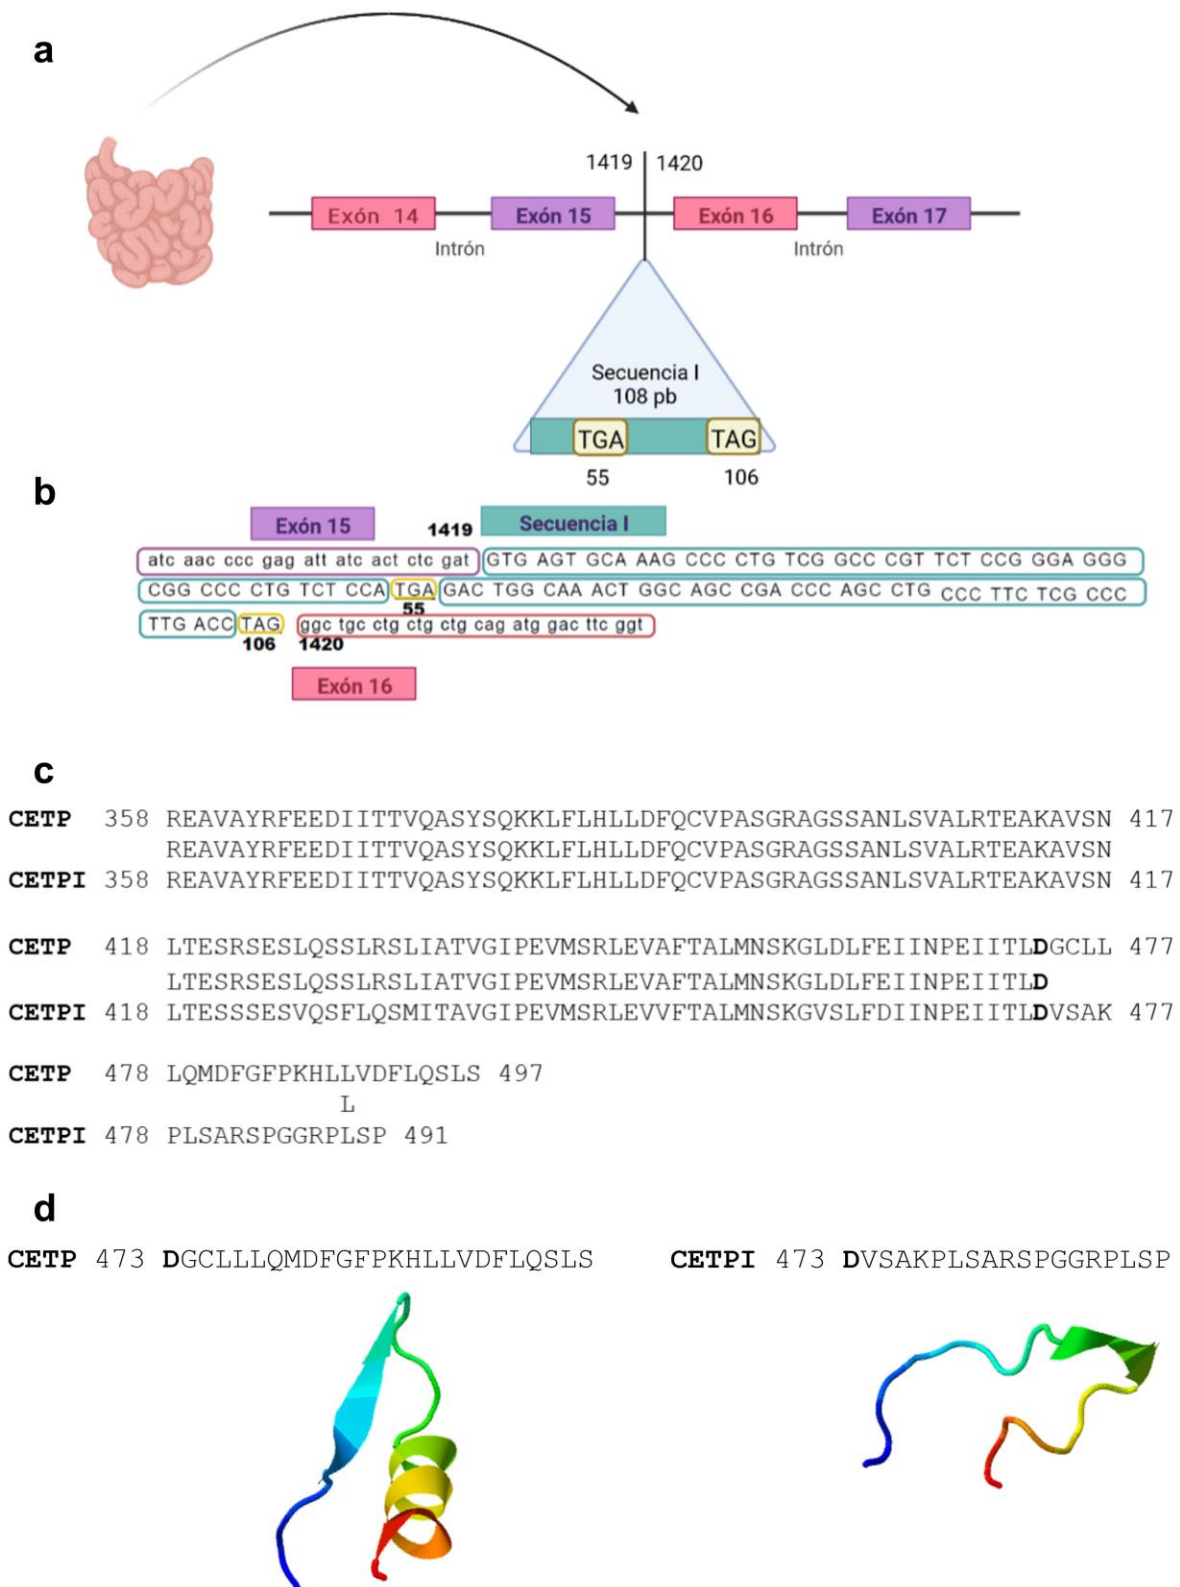 a
1419 1420
Exón 14 Exón 15 Exón 16 Exón 17
Intrón Intrón
Secuencia I
108 pb
TGA TAG
55 106
b
Exón 15 1419 Secuencia I
atc aac ccc gag att atc act ctc gat GTG AGT GCA AAG CCC CTG TCG GCC CGT TCT CCG GGA GGG
CGG CCC CTG TCT CCA TGA GAC TGG CAA ACT GGC AGC CGA CCC AGC CTG CCC TTC TCG CCC
55
TTG ACC TAG ggc tgc ctg ctg ctg cag atg gac ttc ggt
106 1420
Exón 16
c
CETP 358 REAVAYRFEEDIITTVQASYSQKKLFLHLLDFQCVPASGRAGSSANLSVALRTEAKAVSN 417
REAVAYRFEEDIITTVQASYSQKKLFLHLLDFQCVPASGRAGSSANLSVALRTEAKAVSN
CETPI 358 REAVAYRFEEDIITTVQASYSQKKLFLHLLDFQCVPASGRAGSSANLSVALRTEAKAVSN 417
CETP 418 LTESRSESLQSSLRSLIATVGIPEVMSRLEVAFTALMNSKGLDLFEIINPEIITLDGCLL 477
LTESRSESLQSSLRSLIATVGIPEVMSRLEVAFTALMNSKGLDLFEIINPEIITLD
CETPI 418 LTESSSESVQSFLQSMITAVGIPEVMSRLEVVFTALMNSKGVSLFDIINPEIITLDVSAK 477
CETP 478 LQMDFGFPKHLLVDFLQSLS 497
L
CETPI 478 PLSARSPGGRPLSP 491
d
CETP 473 DGCLLLQMDFGFPKHLLVDFLQSLS CETPI 473 DVSAKPLSARSPGGRPLSP